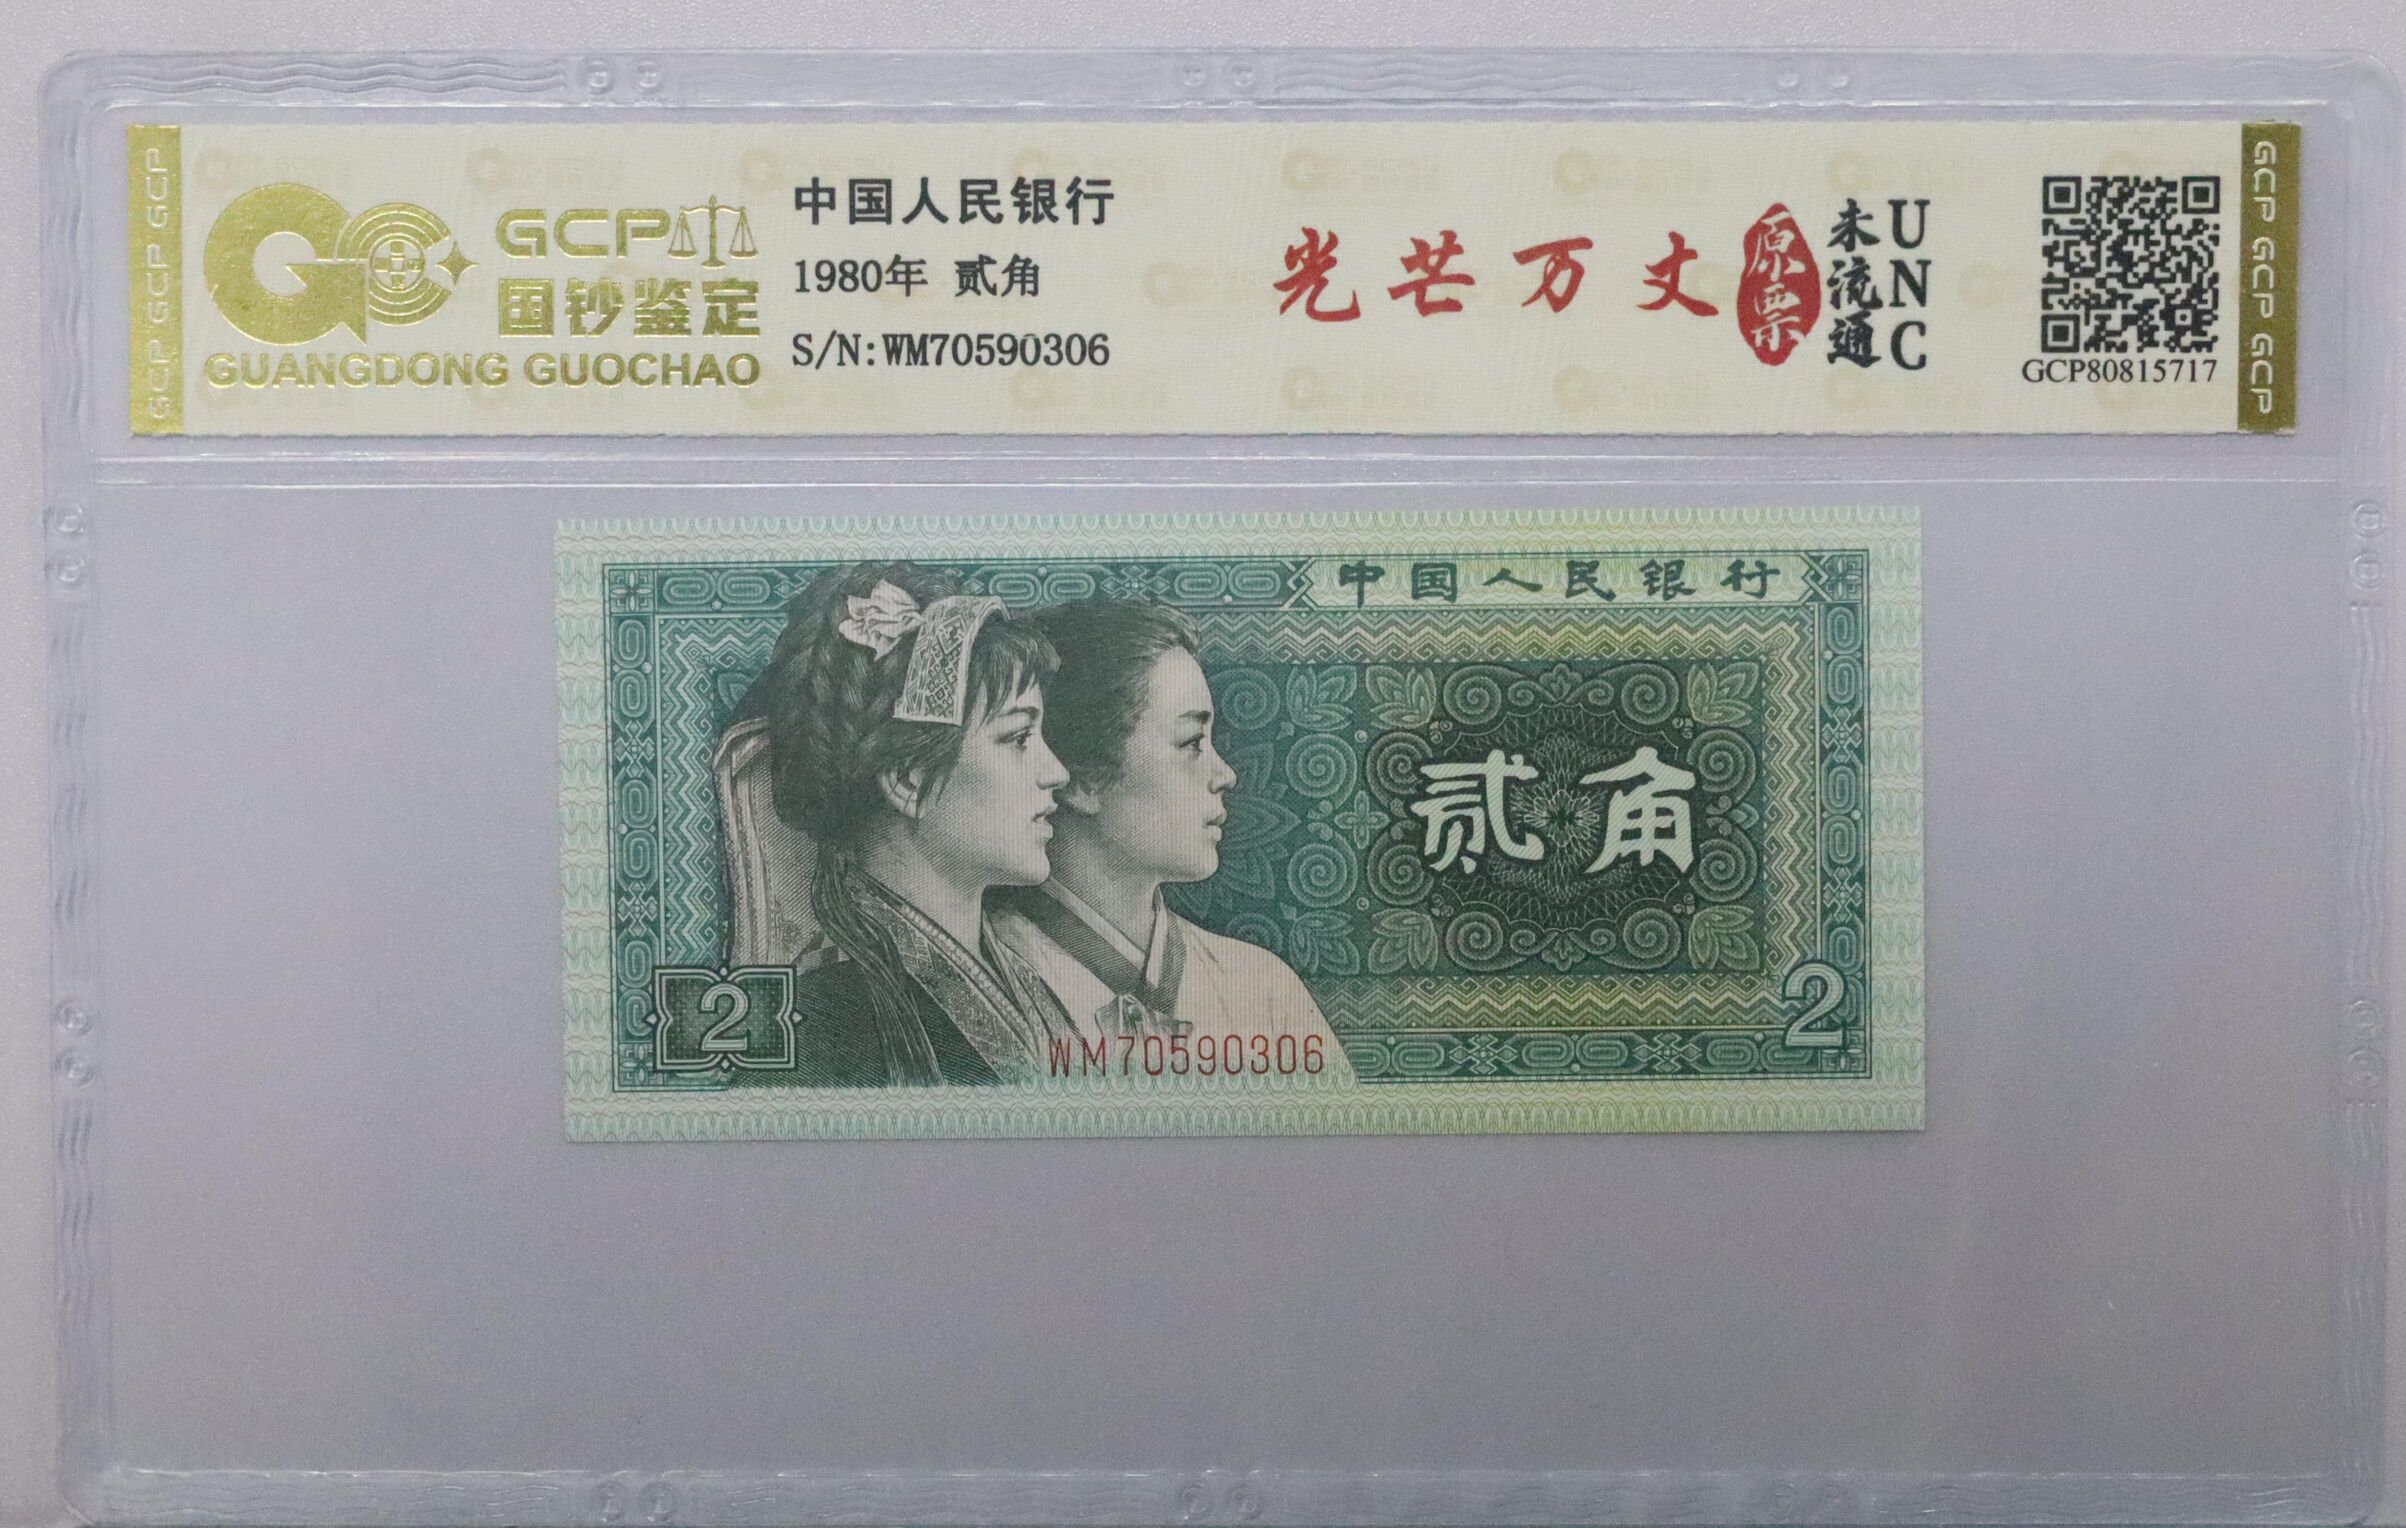 GCP GCP GCP
GCP
国钞鉴定
GUANGDONG GUOCHAO
中国人民银行
1980年 贰角
S/N:WM70590306
光芒万丈
原票
未流通
UNC
GCP80815717
GCP GCP GCP
中国人民银行
贰角
2
2
WM70590306